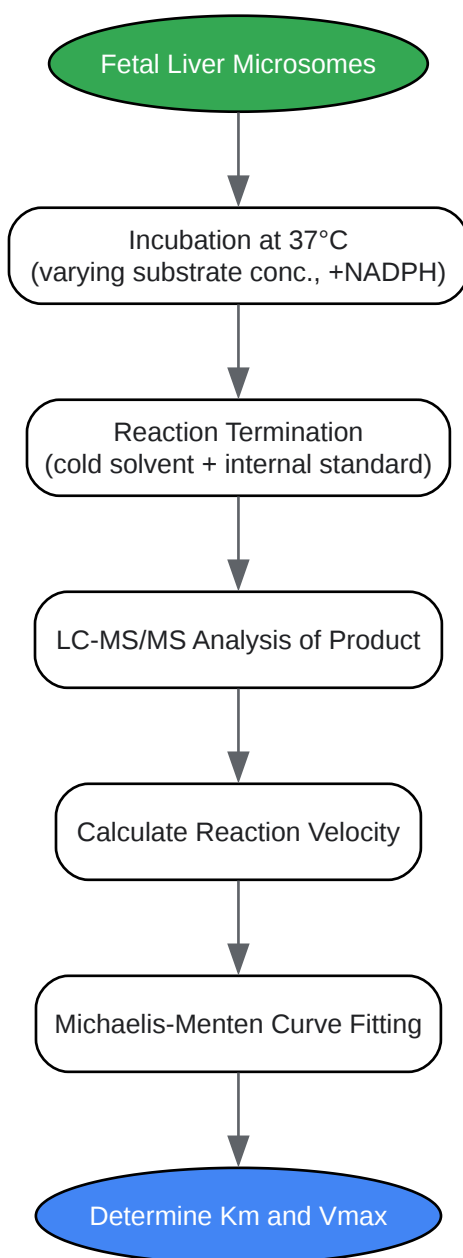 Fetal Liver Microsomes
Incubation at 37°C
(varying substrate conc., +NADPH)
Reaction Termination
(cold solvent + internal standard)
LC-MS/MS Analysis of Product
Calculate Reaction Velocity
Michaelis-Menten Curve Fitting
Determine Km and Vmax